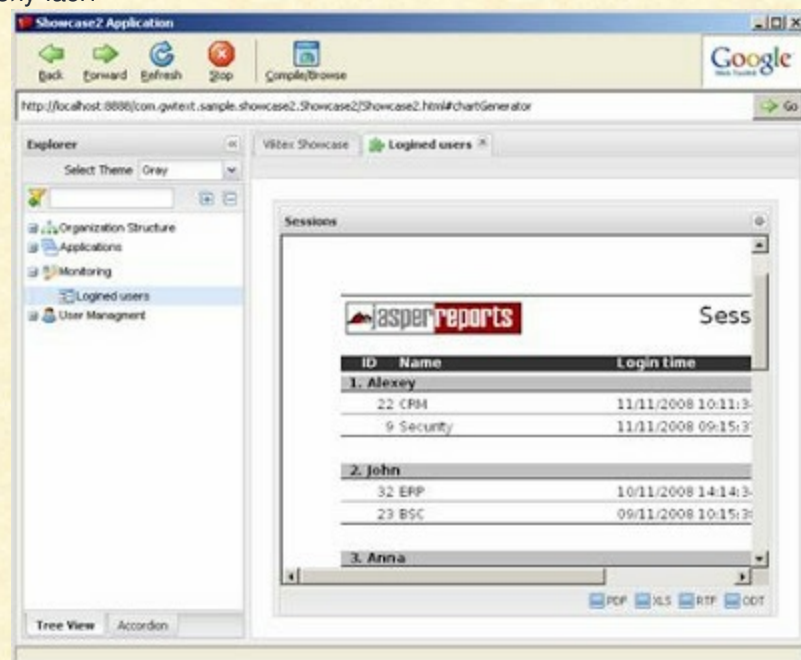 Showcase2 Application
Back Forward Refresh Stop Compile/Browse
Google
Web Toolkit
http://localhost:8888/com.gwtext.sample.showcase2.Showcase2/Showcase2.html#chartGenerator Go
Explorer
Showcase
Logined users
Select Theme Gray
Organization Structure
Applications
Monitoring
Logined users
User Managment
Sessions
jasperreports
Sess
ID Name Login time
1. Alexey
22 CRM 11/11/2008 10:11:3
9 Security 11/11/2008 09:15:3
2. John
32 ERP 10/11/2008 14:14:3
23 BSC 09/11/2008 10:15:3
3. Anna
PDF XLS RTF ODT
Tree View Accordion